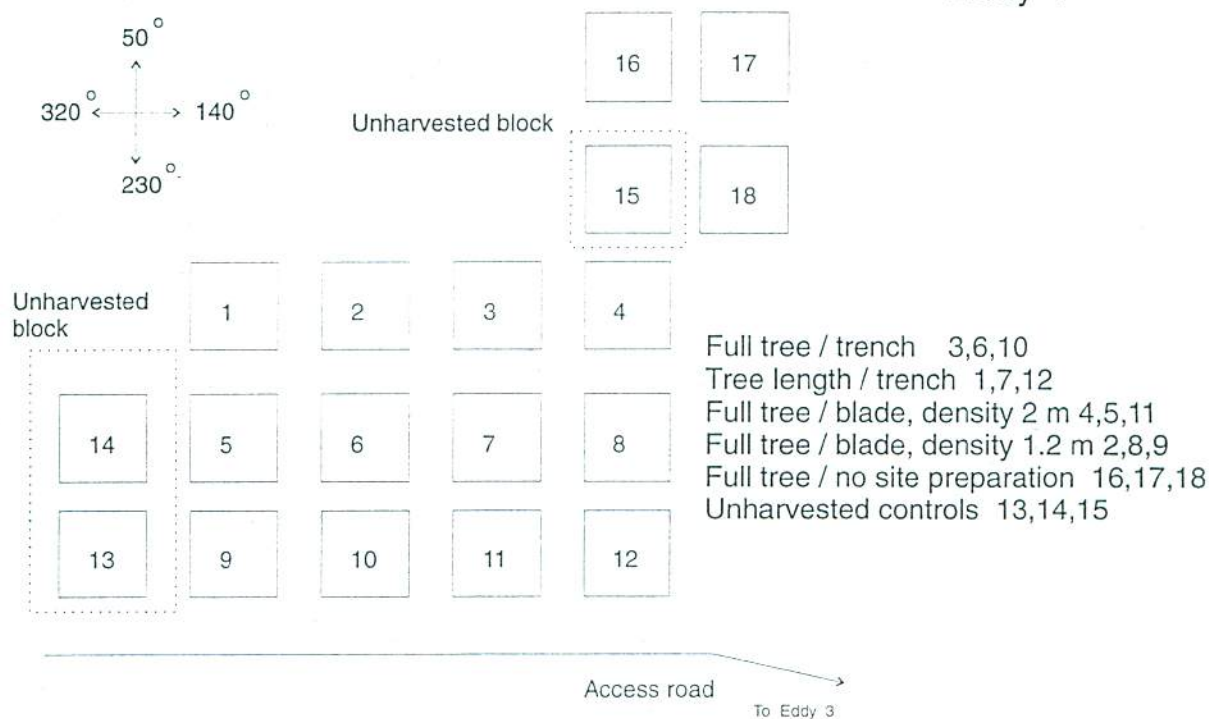 50°
320° 140°
230°
16 17
Unharvested block
15 18
Unharvested
block
1 2 3 4
14 5 6 7 8
13 9 10 11 12
Full tree / trench 3,6,10
Tree length / trench 1,7,12
Full tree / blade, density 2 m 4,5,11
Full tree / blade, density 1.2 m 2,8,9
Full tree / no site preparation 16,17,18
Unharvested controls 13,14,15
Access road
To Eddy 3